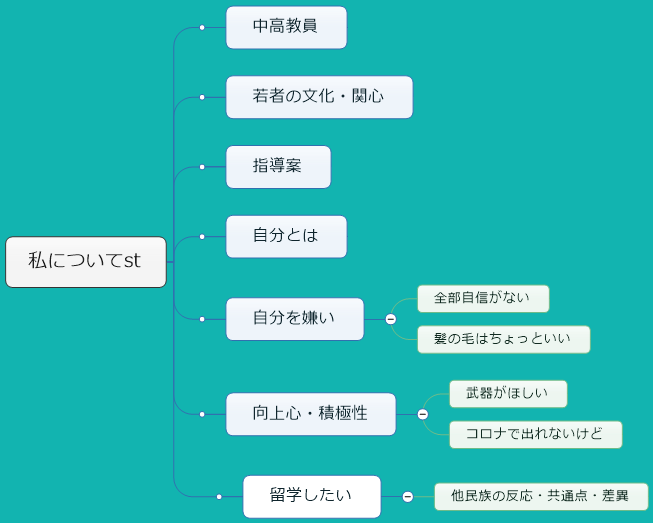 私についてst
中高教員
若者の文化・関心
指導案
自分とは
自分を嫌い
全部自信がない
髪の毛はちょっといい
向上心・積極性
武器がほしい
コロナで出れないけど
留学したい
他民族の反応・共通点・差異